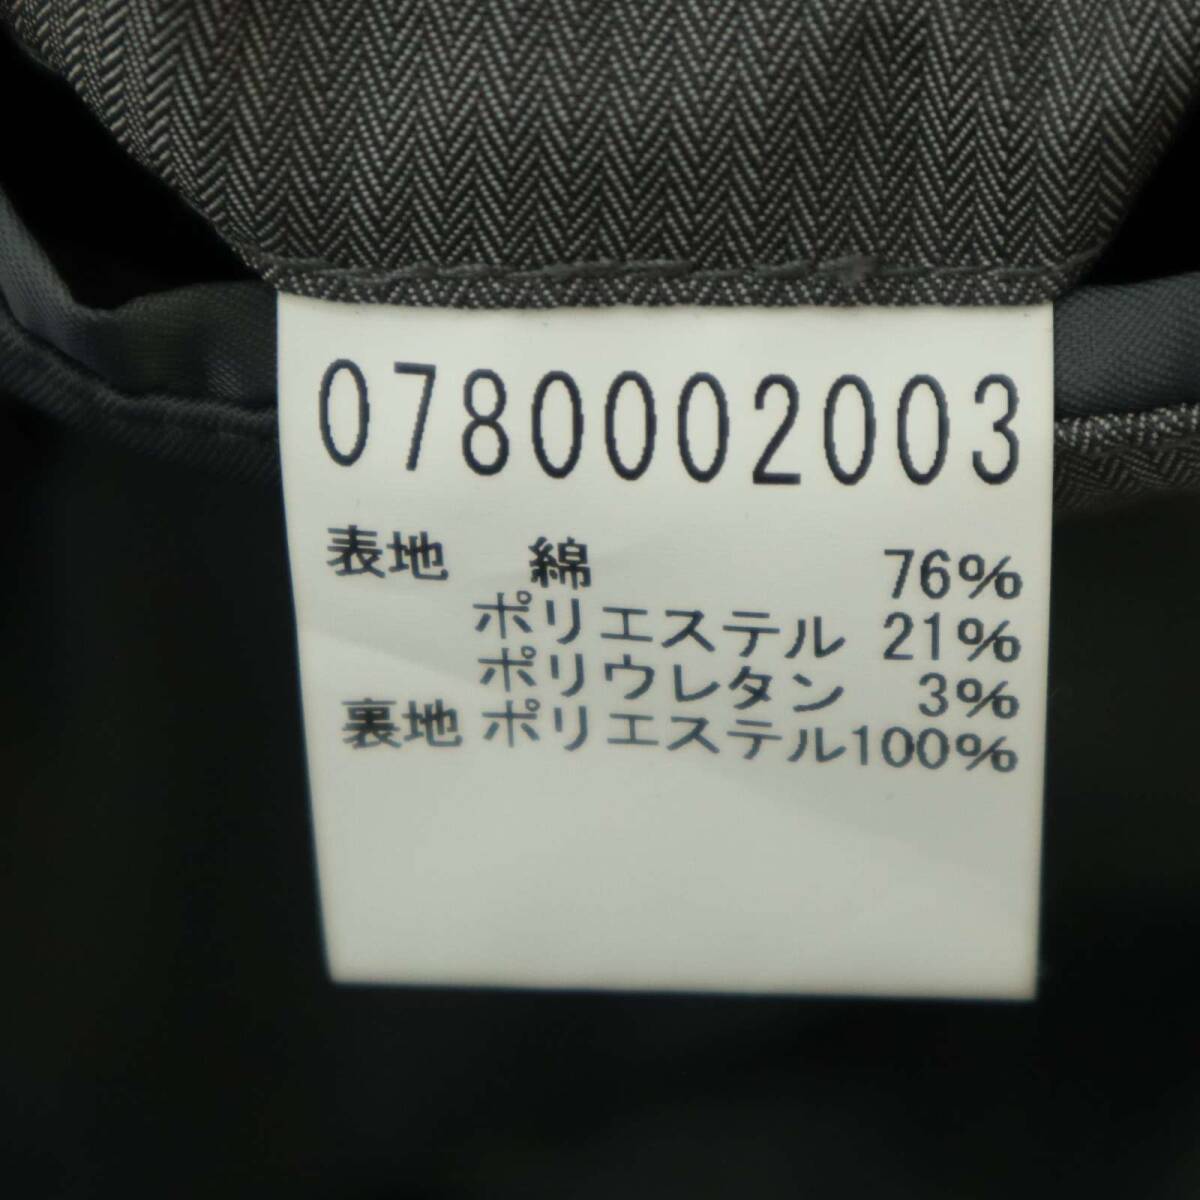 0780002003
表地 綿 76%
ポリエステル 21%
ポリウレタン 3%
裏地 ポリエステル100%